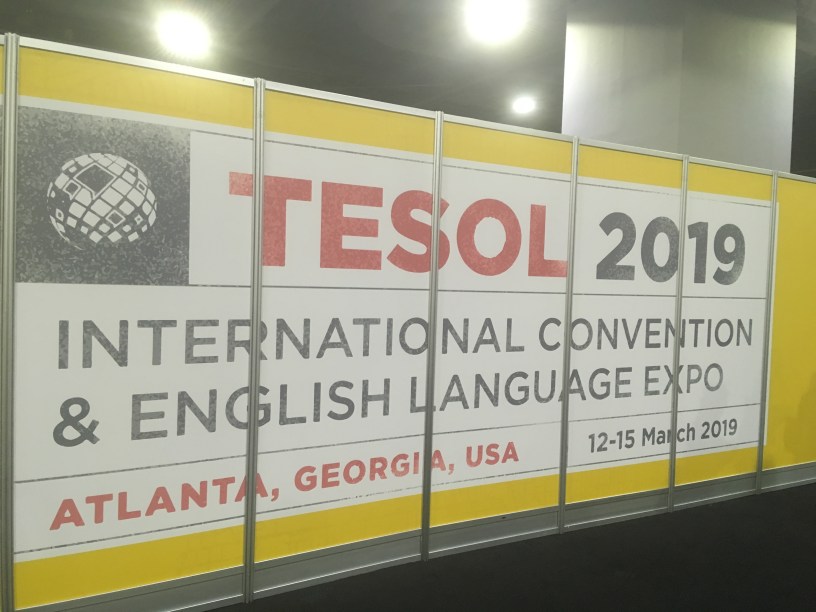 TESOL 2019
INTERNATIONAL CONVENTION
& ENGLISH LANGUAGE EXPO
ATLANTA, GEORGIA, USA
12-15 March 2019